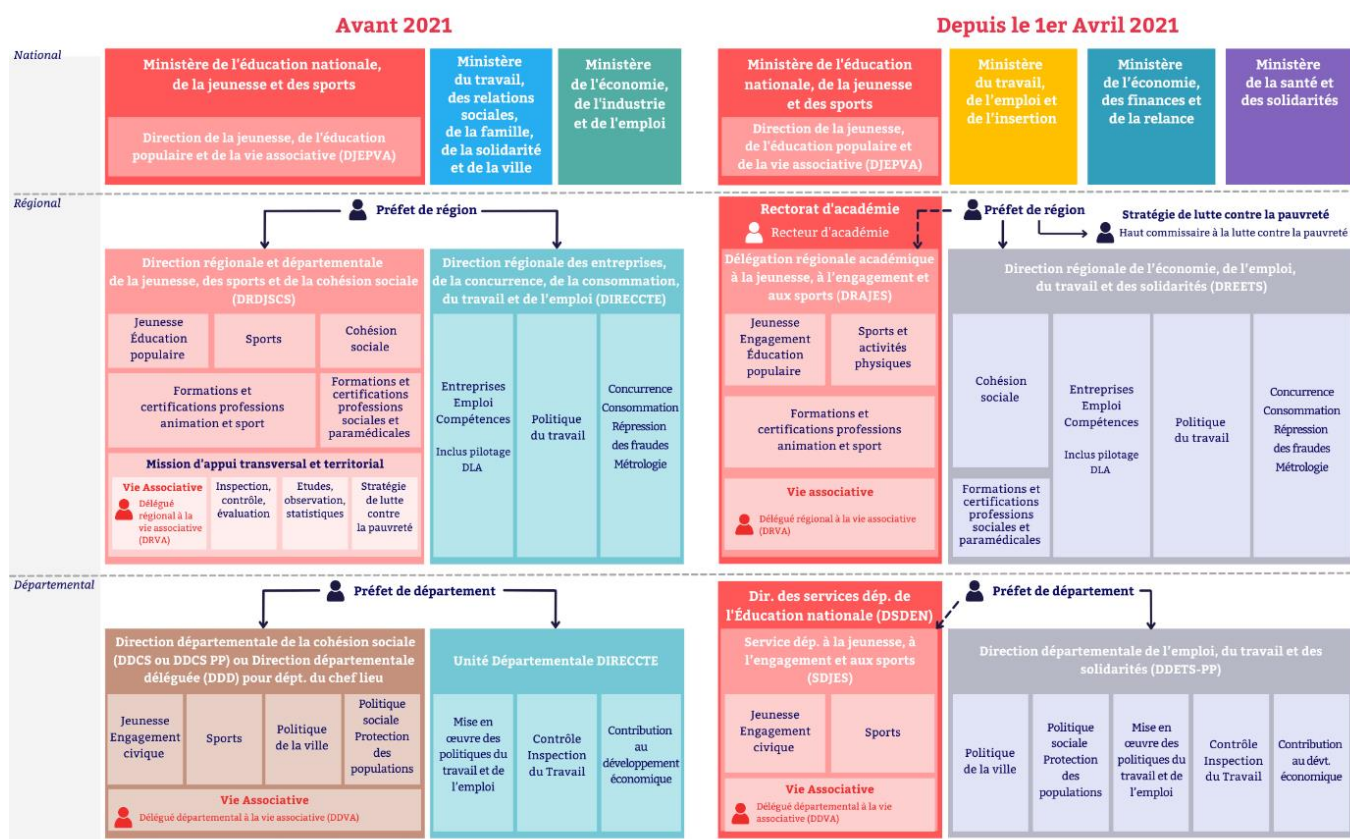 Avant 2021
Depuis le 1er Avril 2021
National
Ministère de l'éducation nationale,
de la jeunesse et des sports
Direction de la jeunesse, de l'éducation
populaire et de la vie associative (DJEPVA)
Ministère
du travail,
des relations
sociales,
de la famille,
de la solidarité
et de la ville
Ministère
de l'économie,
de l'industrie
et de l'emploi
Ministère de l'éducation
nationale, de la jeunesse
et des sports
Direction de la jeunesse,
de l'éducation populaire et
de la vie associative (DJEPVA)
Ministère
du travail,
de l'emploi et
de l'insertion
Ministère
de l'économie,
des finances et
de la relance
Ministère
de la santé et
des solidarités
Régional
Préfet de région
Direction régionale et départementale
de la jeunesse, des sports et de la cohésion sociale
(DRDJSCS)
Jeunesse
Éducation
populaire
Sports
Cohésion
sociale
Formations et
certifications professions
animation et sport
Formations et
certifications
professions
sociales et
paramédicales
Mission d'appui transversal et territorial
Vie Associative
Délégué
régional à la
vie associative
(DRVA)
Inspection,
contrôle,
évaluation
Etudes,
observation,
statistiques
Stratégie
de lutte
contre
la pauvreté
Direction régionale des entreprises,
de la concurrence, de la consommation,
du travail et de l'emploi (DIRECCTE)
Entreprises
Emploi
Compétences
Inclus pilotage
DLA
Politique
du travail
Concurrence
Consommation
Répression
des fraudes
Métrologie
Rectorat d'académie
Recteur d'académie
Délégation régionale académique
à la jeunesse, à l'engagement et
aux sports (DRAJES)
Jeunesse
Engagement
Éducation
populaire
Sports et
activités
physiques
Formations et
certifications professions
animation et sport
Vie associative
Délégué régional à la vie associative
(DRVA)
Préfet de région
Stratégie de lutte contre la pauvreté
Haut commissaire à la lutte contre la pauvreté
Direction régionale de l'économie, de l'emploi,
du travail et des solidarités (DREETS)
Cohésion
sociale
Formations et
certifications
professions
sociales et
paramédicales
Entreprises
Emploi
Compétences
Inclus pilotage
DLA
Politique
du travail
Concurrence
Consommation
Répression
des fraudes
Métrologie
Départemental
Préfet de département
Direction départementale de la cohésion sociale
(DDCS ou DDCS PP) ou Direction départementale
déléguée (DDD) pour dépt. du chef lieu
Jeunesse
Engagement
civique
Sports
Politique
de la ville
Politique
sociale
Protection
des
populations
Vie Associative
Délégué départemental à la vie associative (DDVA)
Unité Départementale DIRECCTE
Mise en
œuvre des
politiques du
travail et de
l'emploi
Contrôle
Inspection
du Travail
Contribution
au
développement
économique
Dir. des services dép. de
l'Éducation nationale (DSDEN)
Service dép. à la jeunesse, à
l'engagement et aux sports
(SDJES)
Jeunesse
Engagement
civique
Sports
Vie Associative
Délégué départemental à la vie
associative (DDVA)
Préfet de département
Direction départementale de l'emploi, du travail et des
solidarités (DDETS-PP)
Politique
de la ville
Politique
sociale
Protection
des
populations
Mise en
œuvre des
politiques du
travail et de
l'emploi
Contrôle
Inspection
du Travail
Contribution
au dévt.
économique